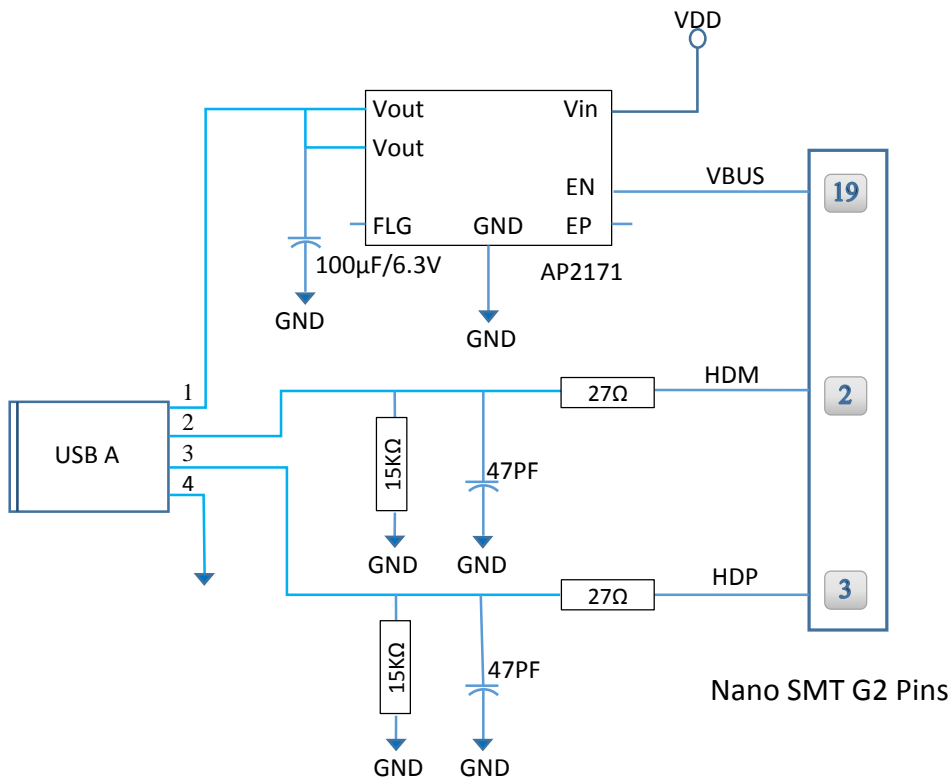 VDD
Vout
Vin
Vout
EN
VBUS
19
FLG
GND
EP
100µF/6.3V
AP2171
GND
GND
1
HDM
27Ω
2
2
USB A
3
15KΩ
47PF
4
GND
GND
HDP
27Ω
3
15KΩ
47PF
Nano SMT G2 Pins
GND
GND